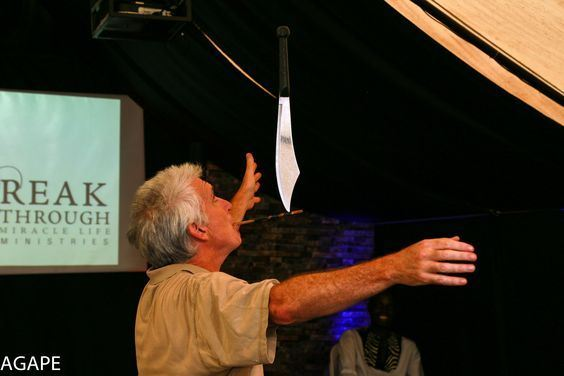 REAK
THROUGH
MIRACLE LIFE
MINISTRIES
AGAPE